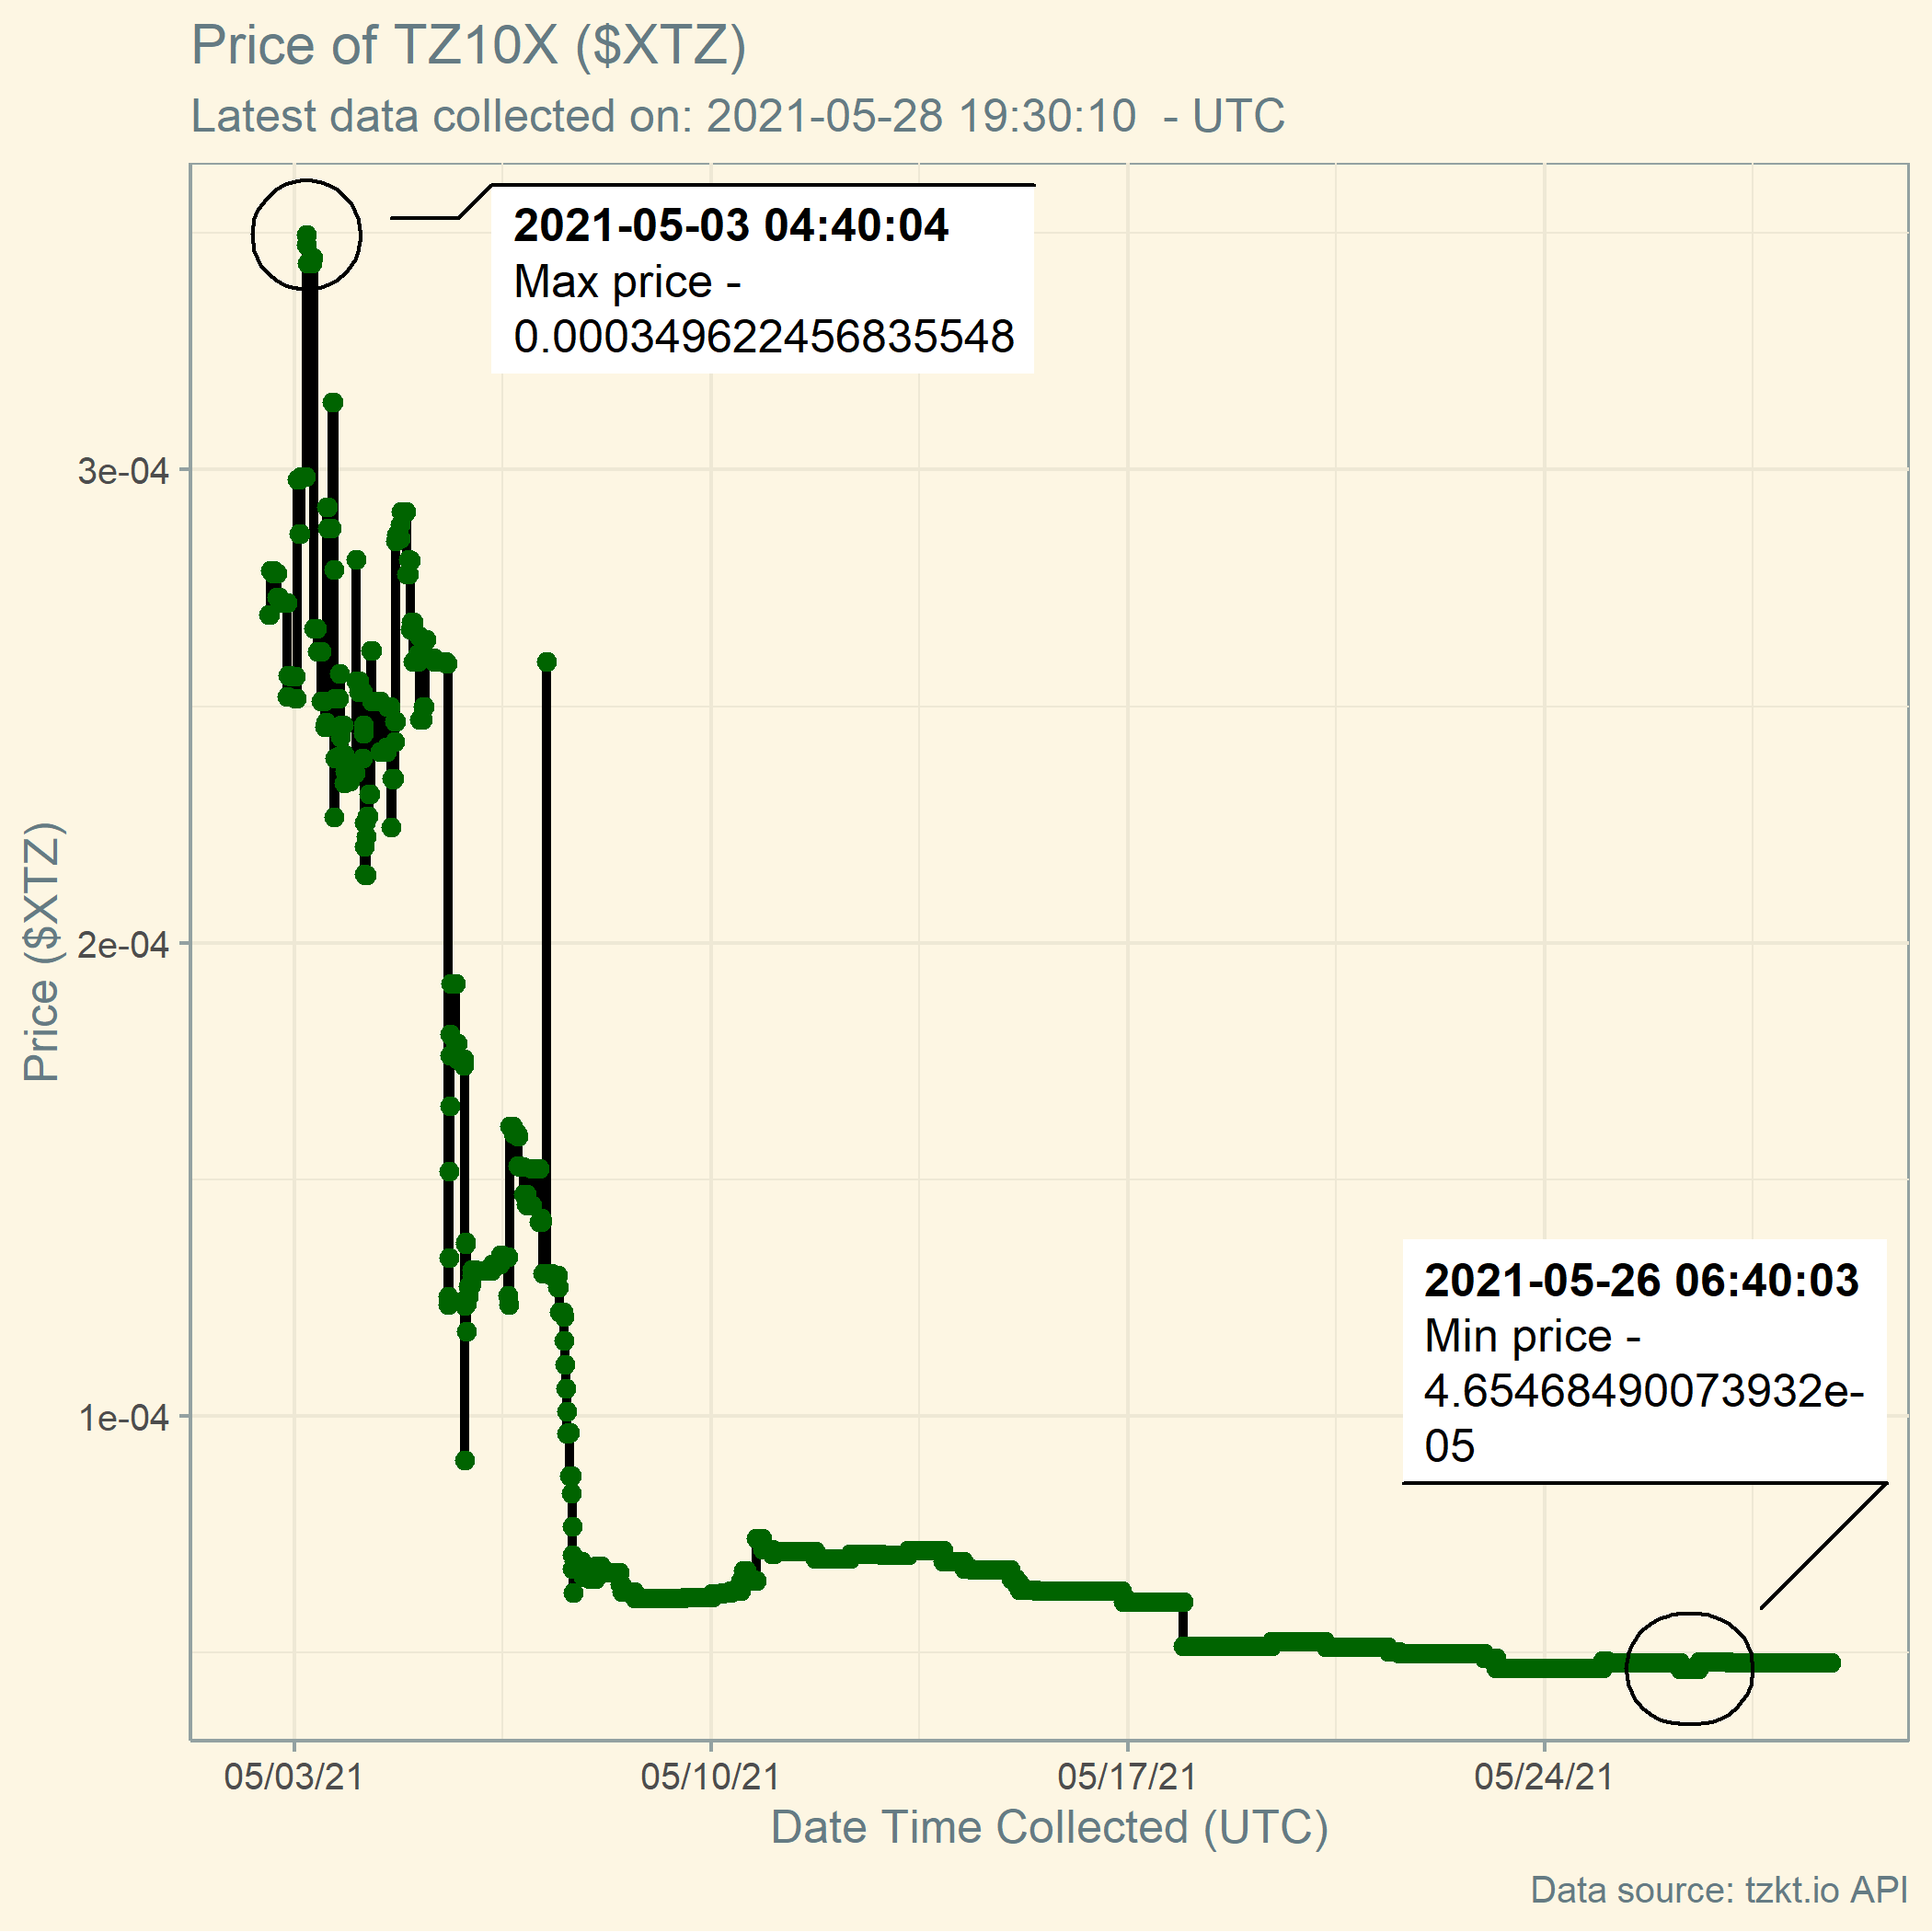 Price of TZ10X ($XTZ)
Latest data collected on: 2021-05-28 19:30:10  - UTC
2021-05-03 04:40:04
Max price -
0.000349622456835548
3e-04
2e-04
1e-04
Price ($XTZ)
2021-05-26 06:40:03
Min price -
4.65468490073932e-
05
05/03/21
05/10/21
05/17/21
05/24/21
Date Time Collected (UTC)
Data source: tzkt.io API